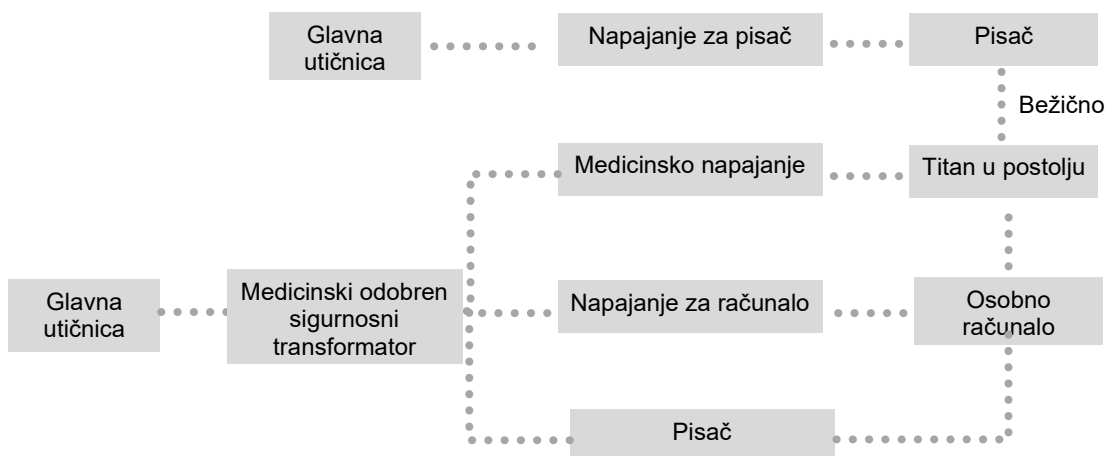 Glavna
utičnica
Napajanje za pisač
Pisač
Bežično
Medicinsko napajanje
Titan u postolju
Glavna
utičnica
Medicinski odobren
sigurnosni
transformator
Napajanje za računalo
Osobno
računalo
Pisač